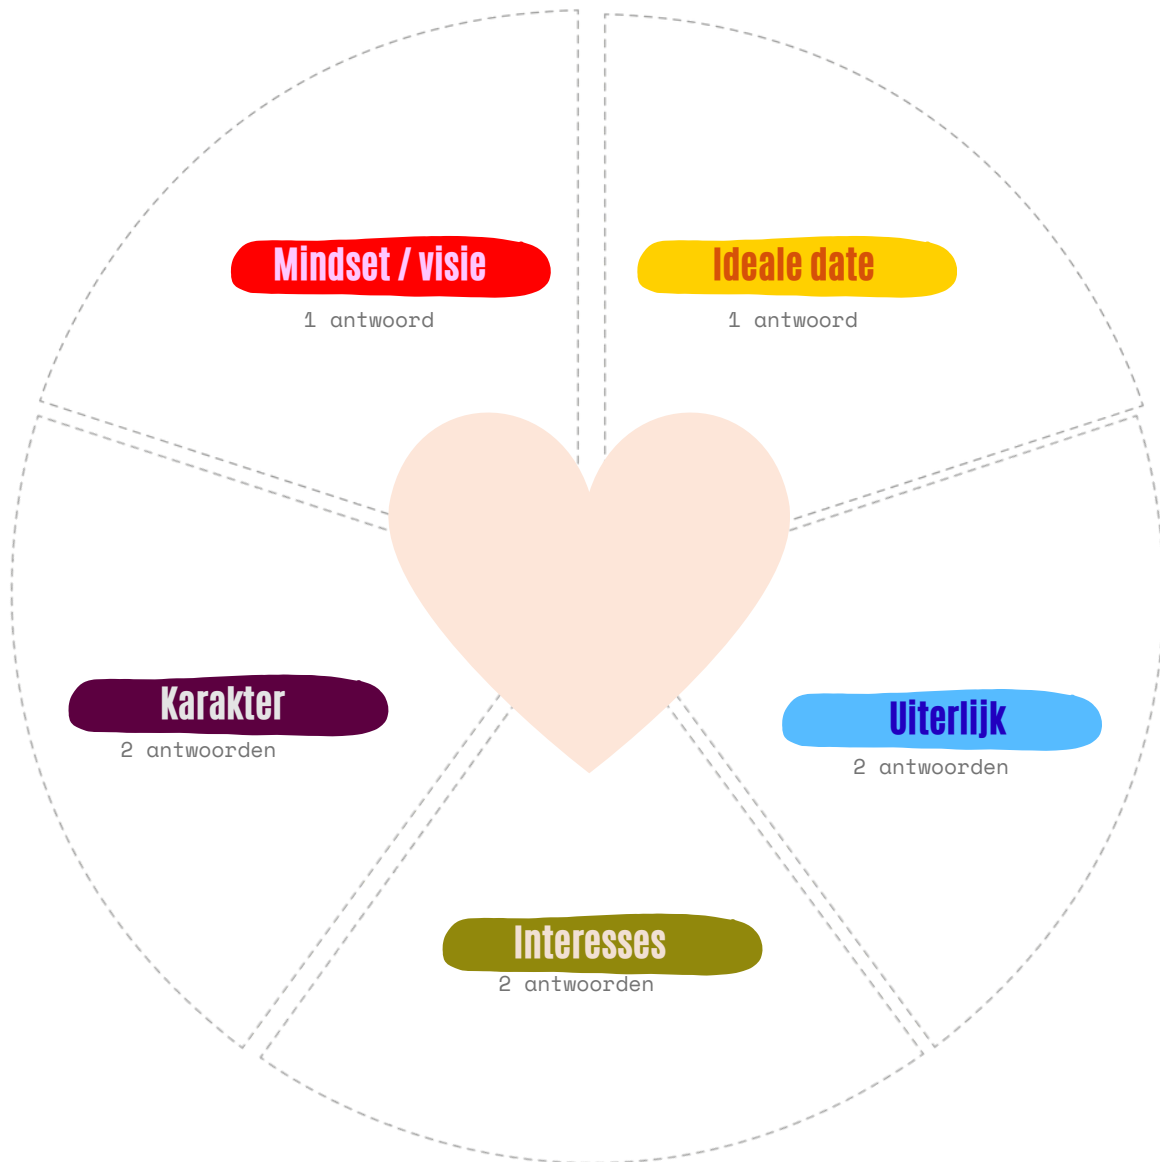 Mindset / visie
1 antwoord
Ideale date
1 antwoord
Karakter
2 antwoorden
Uiterlijk
2 antwoorden
Interesses
2 antwoorden